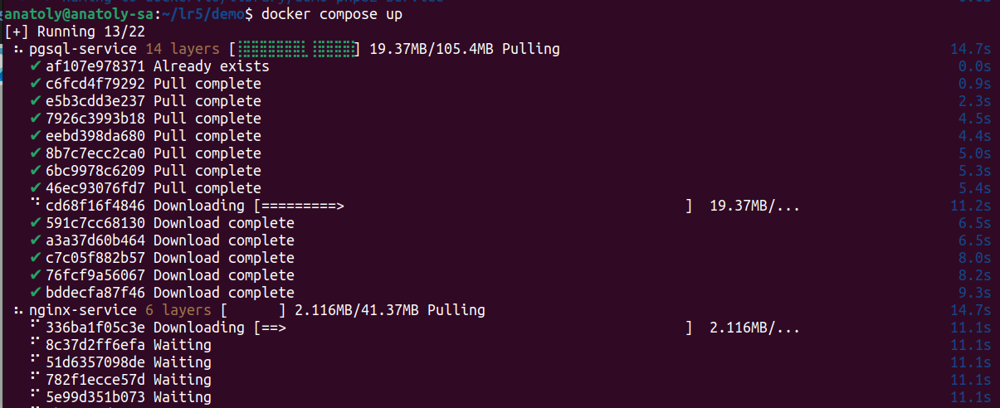 anatoly@anatoly-sa:~/lr5/demo$ docker compose up
[+] Running 13/22
pgsql-service 14 layers [⣿⣿⣿⣿⣿⣿⣿⣿⣇⣿⣿⣿⣿⣿] 19.37MB/105.4MB Pulling 14.7s
✔ af107e978371 Already exists 0.0s
✔ c6fcd4f79292 Pull complete 0.9s
✔ e5b3cdd3e237 Pull complete 2.3s
✔ 7926c3993b18 Pull complete 4.5s
✔ eebd398da680 Pull complete 4.4s
✔ 8b7c7ecc2ca0 Pull complete 5.0s
✔ 6bc9978c6209 Pull complete 5.3s
✔ 46ec93076fd7 Pull complete 5.4s
cd68f16f4846 Downloading [=========> ] 19.37MB/... 11.2s
✔ 591c7cc68130 Download complete 6.5s
✔ a3a37d60b464 Download complete 6.5s
✔ c7c05f882b57 Download complete 8.0s
✔ 76fcf9a56067 Download complete 8.2s
✔ bddecfa87f46 Download complete 9.3s
nginx-service 6 layers [ ] 2.116MB/41.37MB Pulling 14.7s
336ba1f05c3e Downloading [==> ] 2.116MB/... 11.1s
8c37d2ff6efa Waiting 11.1s
51d6357098de Waiting 11.1s
782f1ecce57d Waiting 11.1s
5e99d351b073 Waiting 11.1s